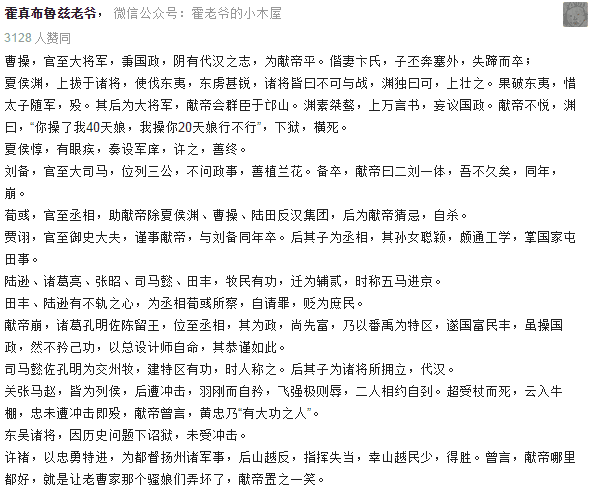 霍真布鲁兹老爷，微信公众号：霍老爷的小木屋
3128 人赞同
曹操，官至大将军，秉国政，阴有代汉之志，为献帝平。偕妻卞氏，子丕奔塞外，失蹄而卒；
夏侯渊，上拔于诸将，使伐东夷，东虏甚锐，诸将皆曰不可与战，渊独曰可，上壮之。果破东夷，惜
太子随军，殁。其后为大将军，献帝会群臣于邙山。渊素桀骜，上万言书，妄议国政。献帝不悦，渊
曰，“你操了我40天娘，我操你20天娘行不行”，下狱，横死。
夏侯惇，有眼疾，奏设军庠，许之，善终。
刘备，官至大司马，位列三公，不问政事，善植兰花。备卒，献帝曰二刘一体，吾不久矣，同年，
崩。
荀彧，官至丞相，助献帝除夏侯渊、曹操、陆田反汉集团，后为献帝猜忌，自杀。
贾诩，官至御史大夫，谨事献帝，与刘备同年卒。后其子为丞相，其孙女聪颖，颇通工学，掌国家屯
田事。
陆逊、诸葛亮、张昭、司马懿、田丰，牧民有功，迁为辅贰，时称五马进京。
田丰、陆逊有不轨之心，为丞相荀彧所察，自请罪，贬为庶民。
献帝崩，诸葛孔明佐陈留王，位至丞相，其为政，尚先富，乃以番禺为特区，遂国富民丰，虽操国
政，然不矜己功，以总设计师自命，其恭谨如此。
司马懿佐孔明为交州牧，建特区有功，时人称之。后其子为诸将所拥立，代汉。
关张马赵，皆为列侯，后遭冲击，羽刚而自矜，飞强极则辱，二人相约自刭。超受杖而死，云入牛
棚，忠未遭冲击即殁，献帝曾言，黄忠乃“有大功之人”。
东吴诸将，因历史问题下诏狱，未受冲击。
许褚，以忠勇特进，为都督扬州诸军事，后山越反，指挥失当，幸山越民少，得胜。曾言，献帝哪里
都好，就是让老曹家那个骚娘们弄坏了，献帝置之一笑。